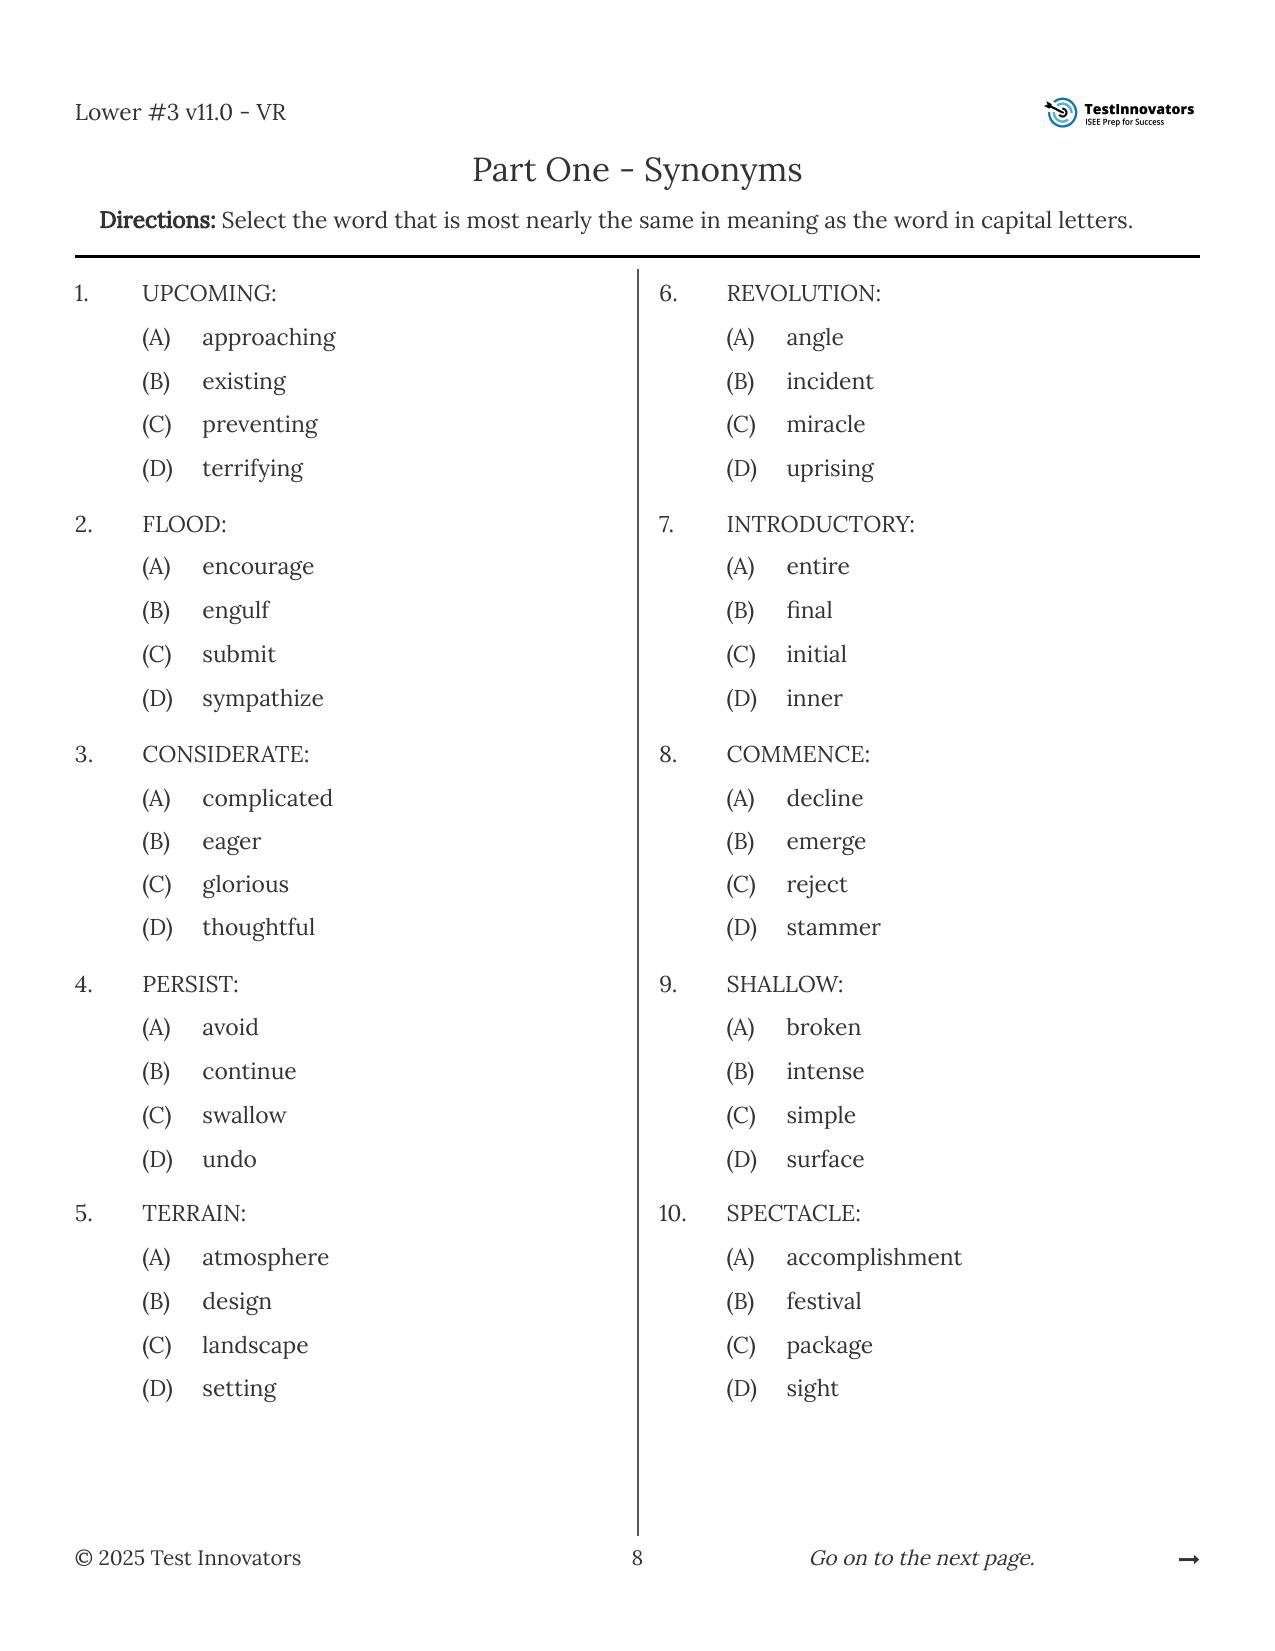 Lower #3 v11.0 - VR
TestInnovators
ISEE Prep for Success
Part One - Synonyms
Directions: Select the word that is most nearly the same in meaning as the word in capital letters.
1. UPCOMING:
(A) approaching
(B) existing
(C) preventing
(D) terrifying
2. FLOOD:
(A) encourage
(B) engulf
(C) submit
(D) sympathize
3. CONSIDERATE:
(A) complicated
(B) eager
(C) glorious
(D) thoughtful
4. PERSIST:
(A) avoid
(B) continue
(C) swallow
(D) undo
5. TERRAIN:
(A) atmosphere
(B) design
(C) landscape
(D) setting
6. REVOLUTION:
(A) angle
(B) incident
(C) miracle
(D) uprising
7. INTRODUCTORY:
(A) entire
(B) final
(C) initial
(D) inner
8. COMMENCE:
(A) decline
(B) emerge
(C) reject
(D) stammer
9. SHALLOW:
(A) broken
(B) intense
(C) simple
(D) surface
10. SPECTACLE:
(A) accomplishment
(B) festival
(C) package
(D) sight
© 2025 Test Innovators
8
Go on to the next page. ➞